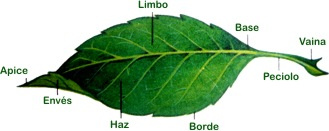 Limbo
Base
Vaina
Apice
Peciolo
Envés
Haz
Borde